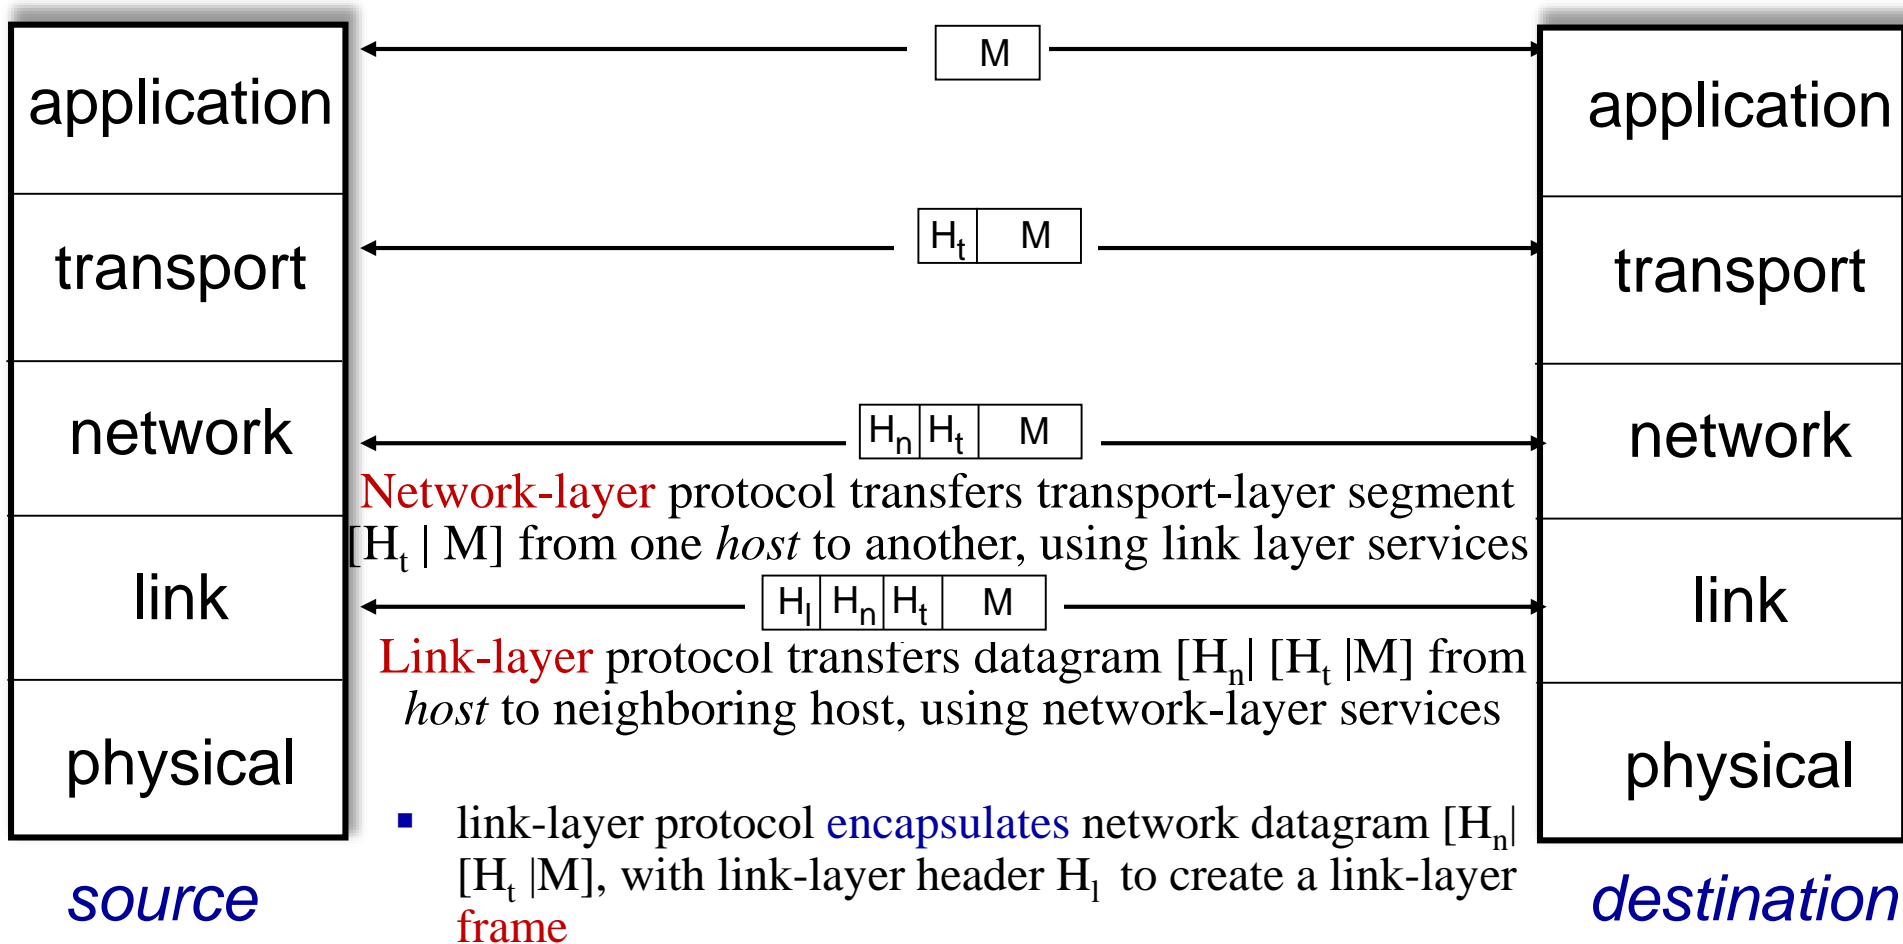 application
transport
network
link
physical
source
M
Ht M
Hn Ht M
Network-layer protocol transfers transport-layer segment
[Ht | M] from one host to another, using link layer services
Hl Hn Ht M
Link-layer protocol transfers datagram [Hn| [Ht |M] from
host to neighboring host, using network-layer services
▪ link-layer protocol encapsulates network datagram [Hn|
[Ht |M], with link-layer header Hl to create a link-layer
frame
application
transport
network
link
physical
destination